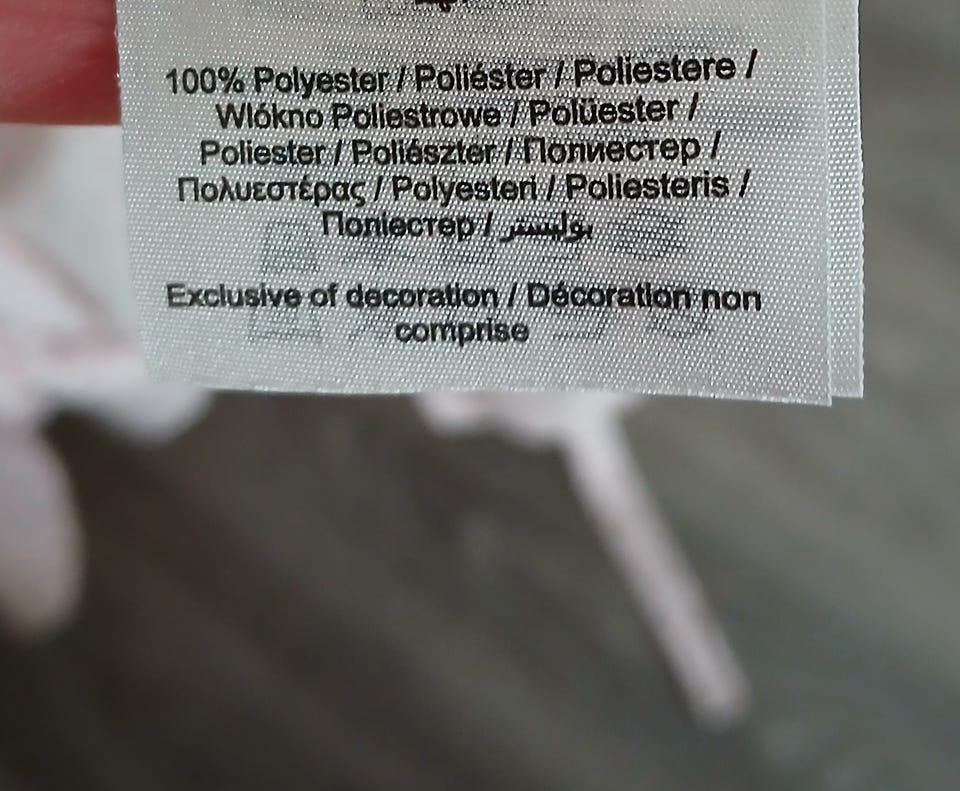 100% Polyester / Poliéster / Poliestere /
Wlókno Poliestrowe / Polüester /
Poliester / Poliészter / Полиестер /
Πολυεστέρας / Polyesteri / Poliesteris /
Поліестер / بوليستر
Exclusive of decoration / Décoration non
comprise